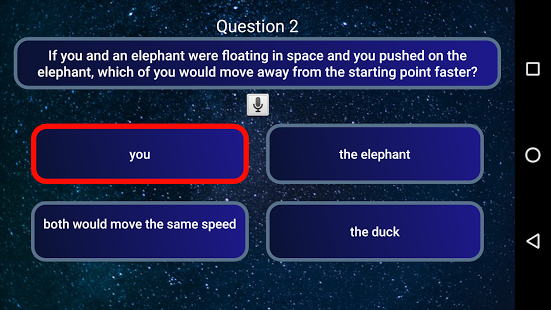 Question 2
If you and an elephant were floating in space and you pushed on the
elephant, which of you would move away from the starting point faster?
you
the elephant
both would move the same speed
the duck